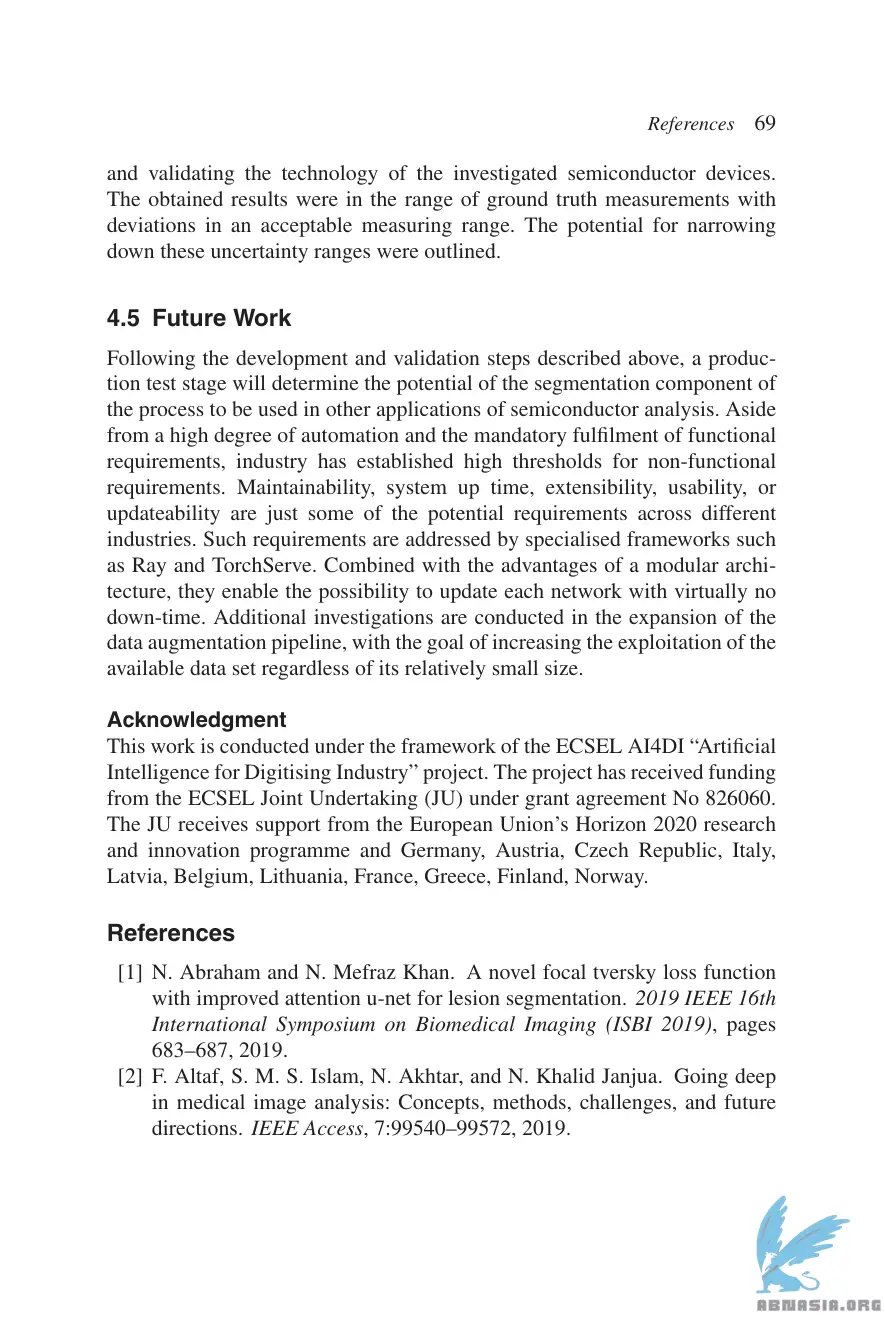 References 69
and validating the technology of the investigated semiconductor devices.
The obtained results were in the range of ground truth measurements with
deviations in an acceptable measuring range. The potential for narrowing
down these uncertainty ranges were outlined.
4.5 Future Work
Following the development and validation steps described above, a produc-
tion test stage will determine the potential of the segmentation component of
the process to be used in other applications of semiconductor analysis. Aside
from a high degree of automation and the mandatory fulfilment of functional
requirements, industry has established high thresholds for non-functional
requirements. Maintainability, system up time, extensibility, usability, or
updateability are just some of the potential requirements across different
industries. Such requirements are addressed by specialised frameworks such
as Ray and TorchServe. Combined with the advantages of a modular archi-
tecture, they enable the possibility to update each network with virtually no
down-time. Additional investigations are conducted in the expansion of the
data augmentation pipeline, with the goal of increasing the exploitation of the
available data set regardless of its relatively small size.
Acknowledgment
This work is conducted under the framework of the ECSEL AI4DI “Artificial
Intelligence for Digitising Industry” project. The project has received funding
from the ECSEL Joint Undertaking (JU) under grant agreement No 826060.
The JU receives support from the European Union’s Horizon 2020 research
and innovation programme and Germany, Austria, Czech Republic, Italy,
Latvia, Belgium, Lithuania, France, Greece, Finland, Norway.
References
[1] N. Abraham and N. Mefraz Khan. A novel focal tversky loss function
with improved attention u-net for lesion segmentation. 2019 IEEE 16th
International Symposium on Biomedical Imaging (ISBI 2019), pages
683–687, 2019.
[2] F. Altaf, S. M. S. Islam, N. Akhtar, and N. Khalid Janjua. Going deep
in medical image analysis: Concepts, methods, challenges, and future
directions. IEEE Access, 7:99540–99572, 2019.
ABNASIA.ORG